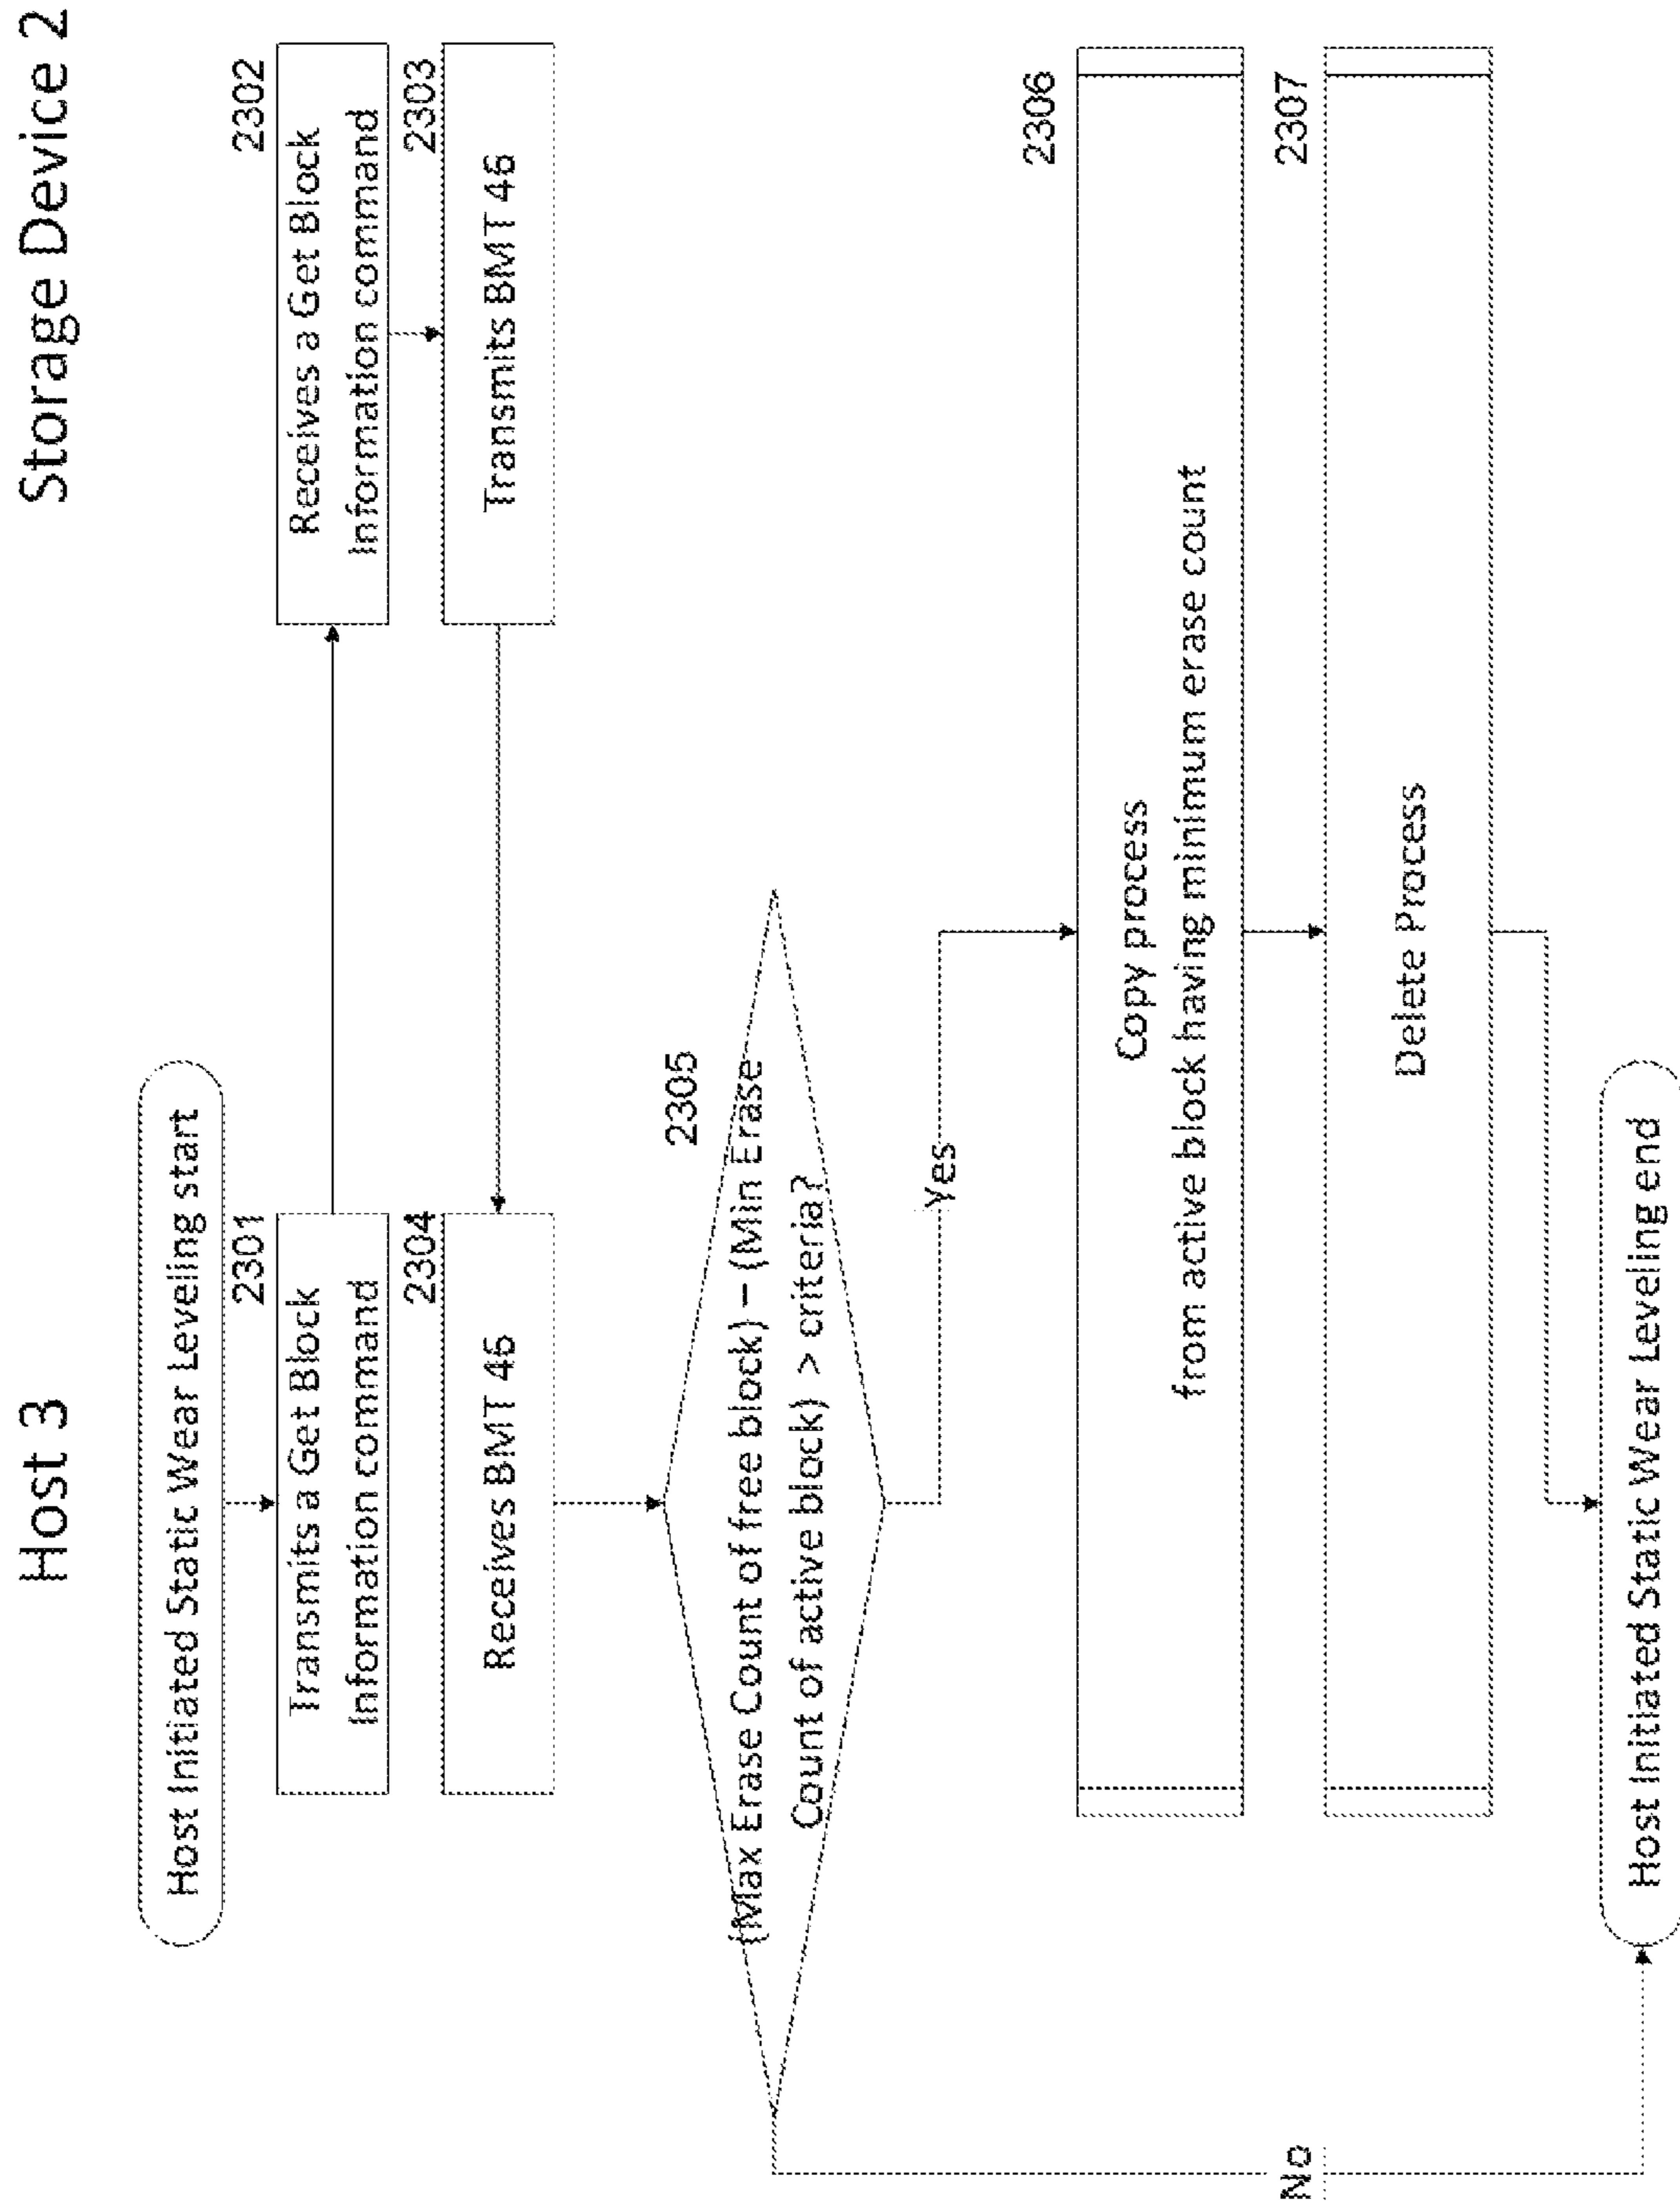 Host 3
Storage Device 2
Host Initiated Static Wear Leveling start
2301
Transmits a Get Block
Information command
2302
Receives a Get Block
Information command
2303
Transmits BMT 46
2304
Receives BMT 46
2305
(Max Erase Count of free block) – (Min Erase
Count of active block) > criteria?
Yes
2306
Copy process
from active block having minimum erase count
2307
Delete Process
No
Host Initiated Static Wear Leveling end